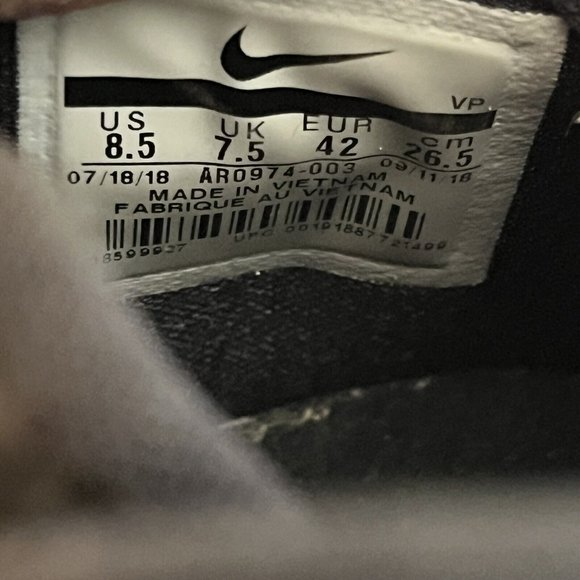 VP
US UK EUR cm
8.5 7.5 42 26.5
07/18/18 AR0974-003 09/11/18
MADE IN VIETNAM
FABRIQUE AU VIETNAM
UPC